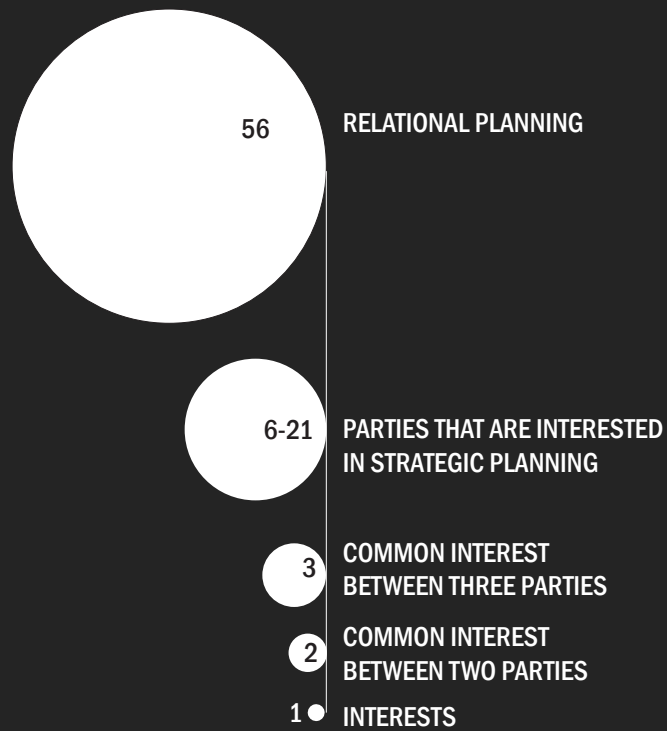 56
RELATIONAL PLANNING
6-21
PARTIES THAT ARE INTERESTED
IN STRATEGIC PLANNING
3
COMMON INTEREST
BETWEEN THREE PARTIES
2
COMMON INTEREST
BETWEEN TWO PARTIES
1
INTERESTS